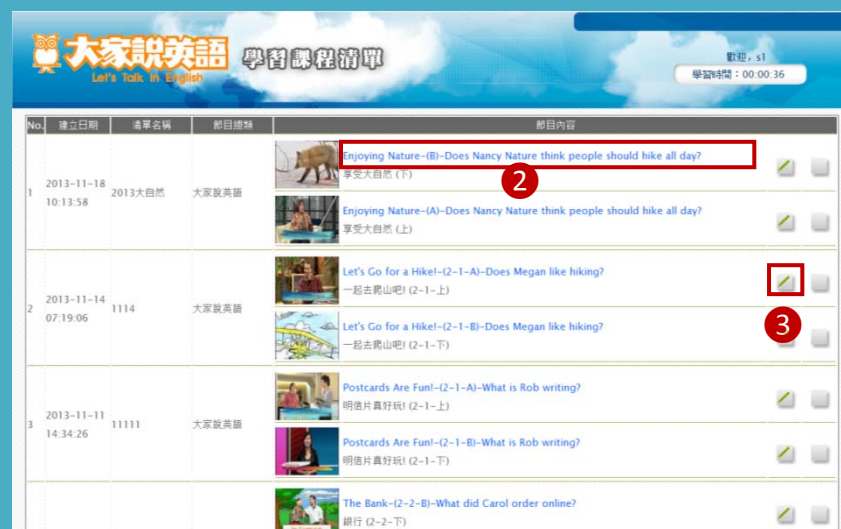 大家說英語
Let's Talk in English
學習課程清單
歡迎，s1
學習時間：00:00:36
No. 建立日期 清單名稱 節目總類 節目內容
1
2013-11-18
10:13:58
2013大自然
大家說英語
Enjoying Nature-(B)-Does Nancy Nature think people should hike all day?
享受大自然 (下)
2
Enjoying Nature-(A)-Does Nancy Nature think people should hike all day?
享受大自然 (上)
2
2013-11-14
07:19:06
1114
大家說英語
Let's Go for a Hike!-(2-1-A)-Does Megan like hiking?
一起去爬山吧! (2-1-上)
3
Let's Go for a Hike!-(2-1-B)-Does Megan like hiking?
一起去爬山吧! (2-1-下)
3
2013-11-11
14:34:26
11111
大家說英語
Postcards Are Fun!-(2-1-A)-What is Rob writing?
明信片真好玩! (2-1-上)
Postcards Are Fun!-(2-1-B)-What is Rob writing?
明信片真好玩! (2-1-下)
The Bank-(2-2-B)-What did Carol order online?
銀行 (2-2-下)